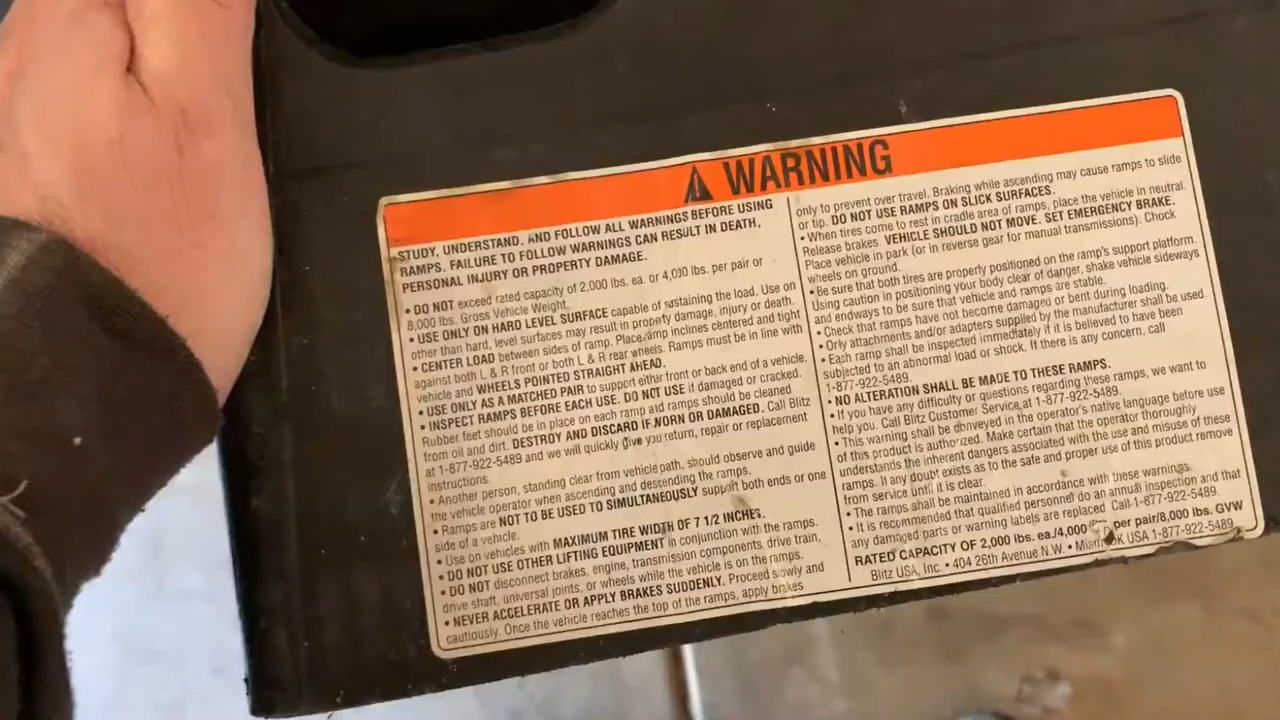 WARNING
STUDY, UNDERSTAND, AND FOLLOW ALL WARNINGS BEFORE USING
RAMPS. FAILURE TO FOLLOW WARNINGS CAN RESULT IN DEATH,
PERSONAL INJURY OR PROPERTY DAMAGE.
• DO NOT exceed rated capacity of 2,000 lbs. ea. or 4,000 lbs. per pair or
8,000 lbs. Gross Vehicle Weight.
• USE ONLY ON HARD LEVEL SURFACE capable of sustaining the load. Use on
other than hard, level surfaces may result in property damage, injury or death.
• CENTER LOAD between sides of ramp. Place ramp inclines centered and tight
against both L & R front or both L & R rear wheels. Ramps must be in line with
vehicle and WHEELS POINTED STRAIGHT AHEAD.
• USE ONLY AS A MATCHED PAIR to support either front or back end of a vehicle.
• INSPECT RAMPS BEFORE EACH USE. DO NOT USE if damaged or cracked.
Rubber feet should be in place on each ramp and ramps should be cleaned
from oil and dirt. DESTROY AND DISCARD IF WORN OR DAMAGED. Call Blitz
at 1-877-922-5489 and we will quickly give you return, repair or replacement
instructions.
• Another person, standing clear from vehicle path, should observe and guide
the vehicle operator when ascending and descending the ramps.
• Ramps are NOT TO BE USED TO SIMULTANEOUSLY support both ends or one
side of a vehicle.
• Use on vehicles with MAXIMUM TIRE WIDTH OF 7 1/2 INCHES.
• DO NOT USE OTHER LIFTING EQUIPMENT in conjunction with the ramps.
• DO NOT disconnect brakes, engine, transmission components, drive train,
drive shaft, universal joints, or wheels while the vehicle is on the ramps.
• NEVER ACCELERATE OR APPLY BRAKES SUDDENLY. Proceed slowly and
cautiously. Once the vehicle reaches the top of the ramps, apply brakes
only to prevent over travel. Braking while ascending may cause ramps to slide
or tip. DO NOT USE RAMPS ON SLICK SURFACES.
• When tires come to rest in cradle area of ramps, place the vehicle in neutral.
Release brakes. VEHICLE SHOULD NOT MOVE. SET EMERGENCY BRAKE.
Place vehicle in park (or in reverse gear for manual transmissions). Chock
wheels on ground.
• Be sure that both tires are properly positioned on the ramp's support platform.
Using caution in positioning your body clear of danger, shake vehicle sideways
and endways to be sure that vehicle and ramps are stable.
• Check that ramps have not become damaged or bent during loading.
• Only attachments and/or adapters supplied by the manufacturer shall be used.
• Each ramp shall be inspected immediately if it is believed to have been
subjected to an abnormal load or shock. If there is any concern, call
1-877-922-5489.
• NO ALTERATION SHALL BE MADE TO THESE RAMPS.
• If you have any difficulty or questions regarding these ramps, we want to
help you. Call Blitz Customer Service at 1-877-922-5489.
• This warning shall be conveyed in the operator's native language before use
of this product is authorized. Make certain that the operator thoroughly
understands the inherent dangers associated with the use and misuse of these
ramps. If any doubt exists as to the safe and proper use of this product remove
from service until it is clear.
• The ramps shall be maintained in accordance with these warnings.
• It is recommended that qualified personnel do an annual inspection and that
any damaged parts or warning labels are replaced. Call 1-877-922-5489.
RATED CAPACITY OF 2,000 lbs. ea./4,000 lbs. per pair/8,000 lbs. GVW
Blitz USA, Inc. • 404 26th Avenue N.W. • OK USA 1-877-922-5489